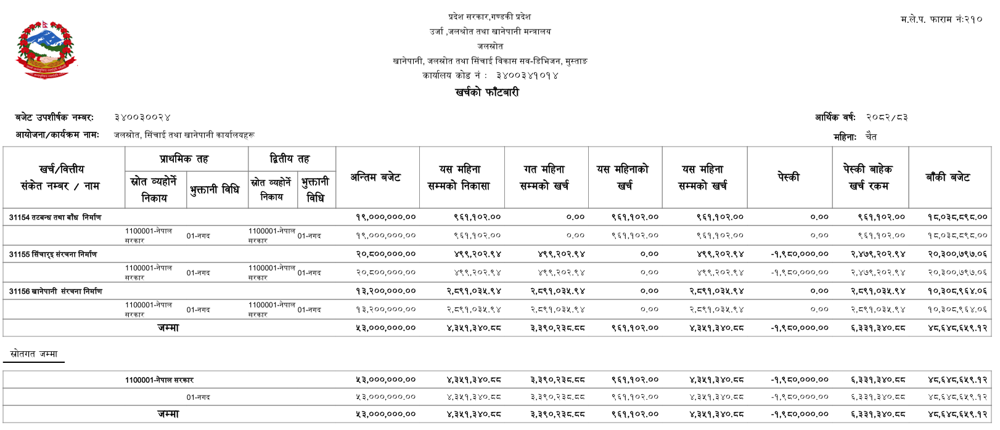 प्रदेश सरकार,गण्डकी प्रदेश
म.ले.प. फाराम नंः२१०
उर्जा ,जलश्रोत तथा खानेपानी मन्त्रालय
जलस्रोत
खानेपानी, जलस्रोत तथा सिंचाई विकास सव-डिभिजन, मुस्ताङ
कार्यालय कोड नं : ३४००३४१०१४
खर्चको फाँटबारी
बजेट उपशीर्षक नम्बरः ३४००३००२४ आर्थिक वर्षः २०८२/८३
आयोजना/कार्यक्रम नामः जलस्रोत, सिंचाई तथा खानेपानी कार्यालयहरू महिनाः चैत
खर्च/वित्तीय संकेत नम्बर / नाम प्राथमिक तह द्वितीय तह अन्तिम बजेट यस महिना सम्मको निकासा गत महिना सम्मको खर्च यस महिनाको खर्च यस महिना सम्मको खर्च पेस्की पेस्की बाहेक खर्च रकम बाँकी बजेट
स्रोत व्यहोर्ने निकाय भुक्तानी विधि स्रोत व्यहोर्ने निकाय भुक्तानी विधि
31154 तटबन्ध तथा बाँध निर्माण १९,०००,०००.०० ९६१,१०२.०० ०.०० ९६१,१०२.०० ९६१,१०२.०० ०.०० ९६१,१०२.०० १८,०३८,८९८.००
1100001-नेपाल सरकार 01-नगद 1100001-नेपाल सरकार 01-नगद १९,०००,०००.०० ९६१,१०२.०० ०.०० ९६१,१०२.०० ९६१,१०२.०० ०.०० ९६१,१०२.०० १८,०३८,८९८.००
31155 सिंचाइ संरचना निर्माण २०,८००,०००.०० ४९९,२०२.९४ ४९९,२०२.९४ ०.०० ४९९,२०२.९४ -१,९८०,०००.०० २,४७९,२०२.९४ २०,३००,७९७.०६
1100001-नेपाल सरकार 01-नगद 1100001-नेपाल सरकार 01-नगद २०,८००,०००.०० ४९९,२०२.९४ ४९९,२०२.९४ ०.०० ४९९,२०२.९४ -१,९८०,०००.०० २,४७९,२०२.९४ २०,३००,७९७.०६
31156 खानेपानी संरचना निर्माण १३,२००,०००.०० २,८९१,०३५.९४ २,८९१,०३५.९४ ०.०० २,८९१,०३५.९४ ०.०० २,८९१,०३५.९४ १०,३०८,९६४.०६
1100001-नेपाल सरकार 01-नगद 1100001-नेपाल सरकार 01-नगद १३,२००,०००.०० २,८९१,०३५.९४ २,८९१,०३५.९४ ०.०० २,८९१,०३५.९४ ०.०० २,८९१,०३५.९४ १०,३०८,९६४.०६
जम्मा ५३,०००,०००.०० ४,३५१,३४०.८८ ३,३९०,२३८.८८ ९६१,१०२.०० ४,३५१,३४०.८८ -१,९८०,०००.०० ६,३३१,३४०.८८ ४८,६४८,६५९.१२
स्रोतगत जम्मा
1100001-नेपाल सरकार ५३,०००,०००.०० ४,३५१,३४०.८८ ३,३९०,२३८.८८ ९६१,१०२.०० ४,३५१,३४०.८८ -१,९८०,०००.०० ६,३३१,३४०.८८ ४८,६४८,६५९.१२
01-नगद ५३,०००,०००.०० ४,३५१,३४०.८८ ३,३९०,२३८.८८ ९६१,१०२.०० ४,३५१,३४०.८८ -१,९८०,०००.०० ६,३३१,३४०.८८ ४८,६४८,६५९.१२
जम्मा ५३,०००,०००.०० ४,३५१,३४०.८८ ३,३९०,२३८.८८ ९६१,१०२.०० ४,३५१,३४०.८८ -१,९८०,०००.०० ६,३३१,३४०.८८ ४८,६४८,६५९.१२